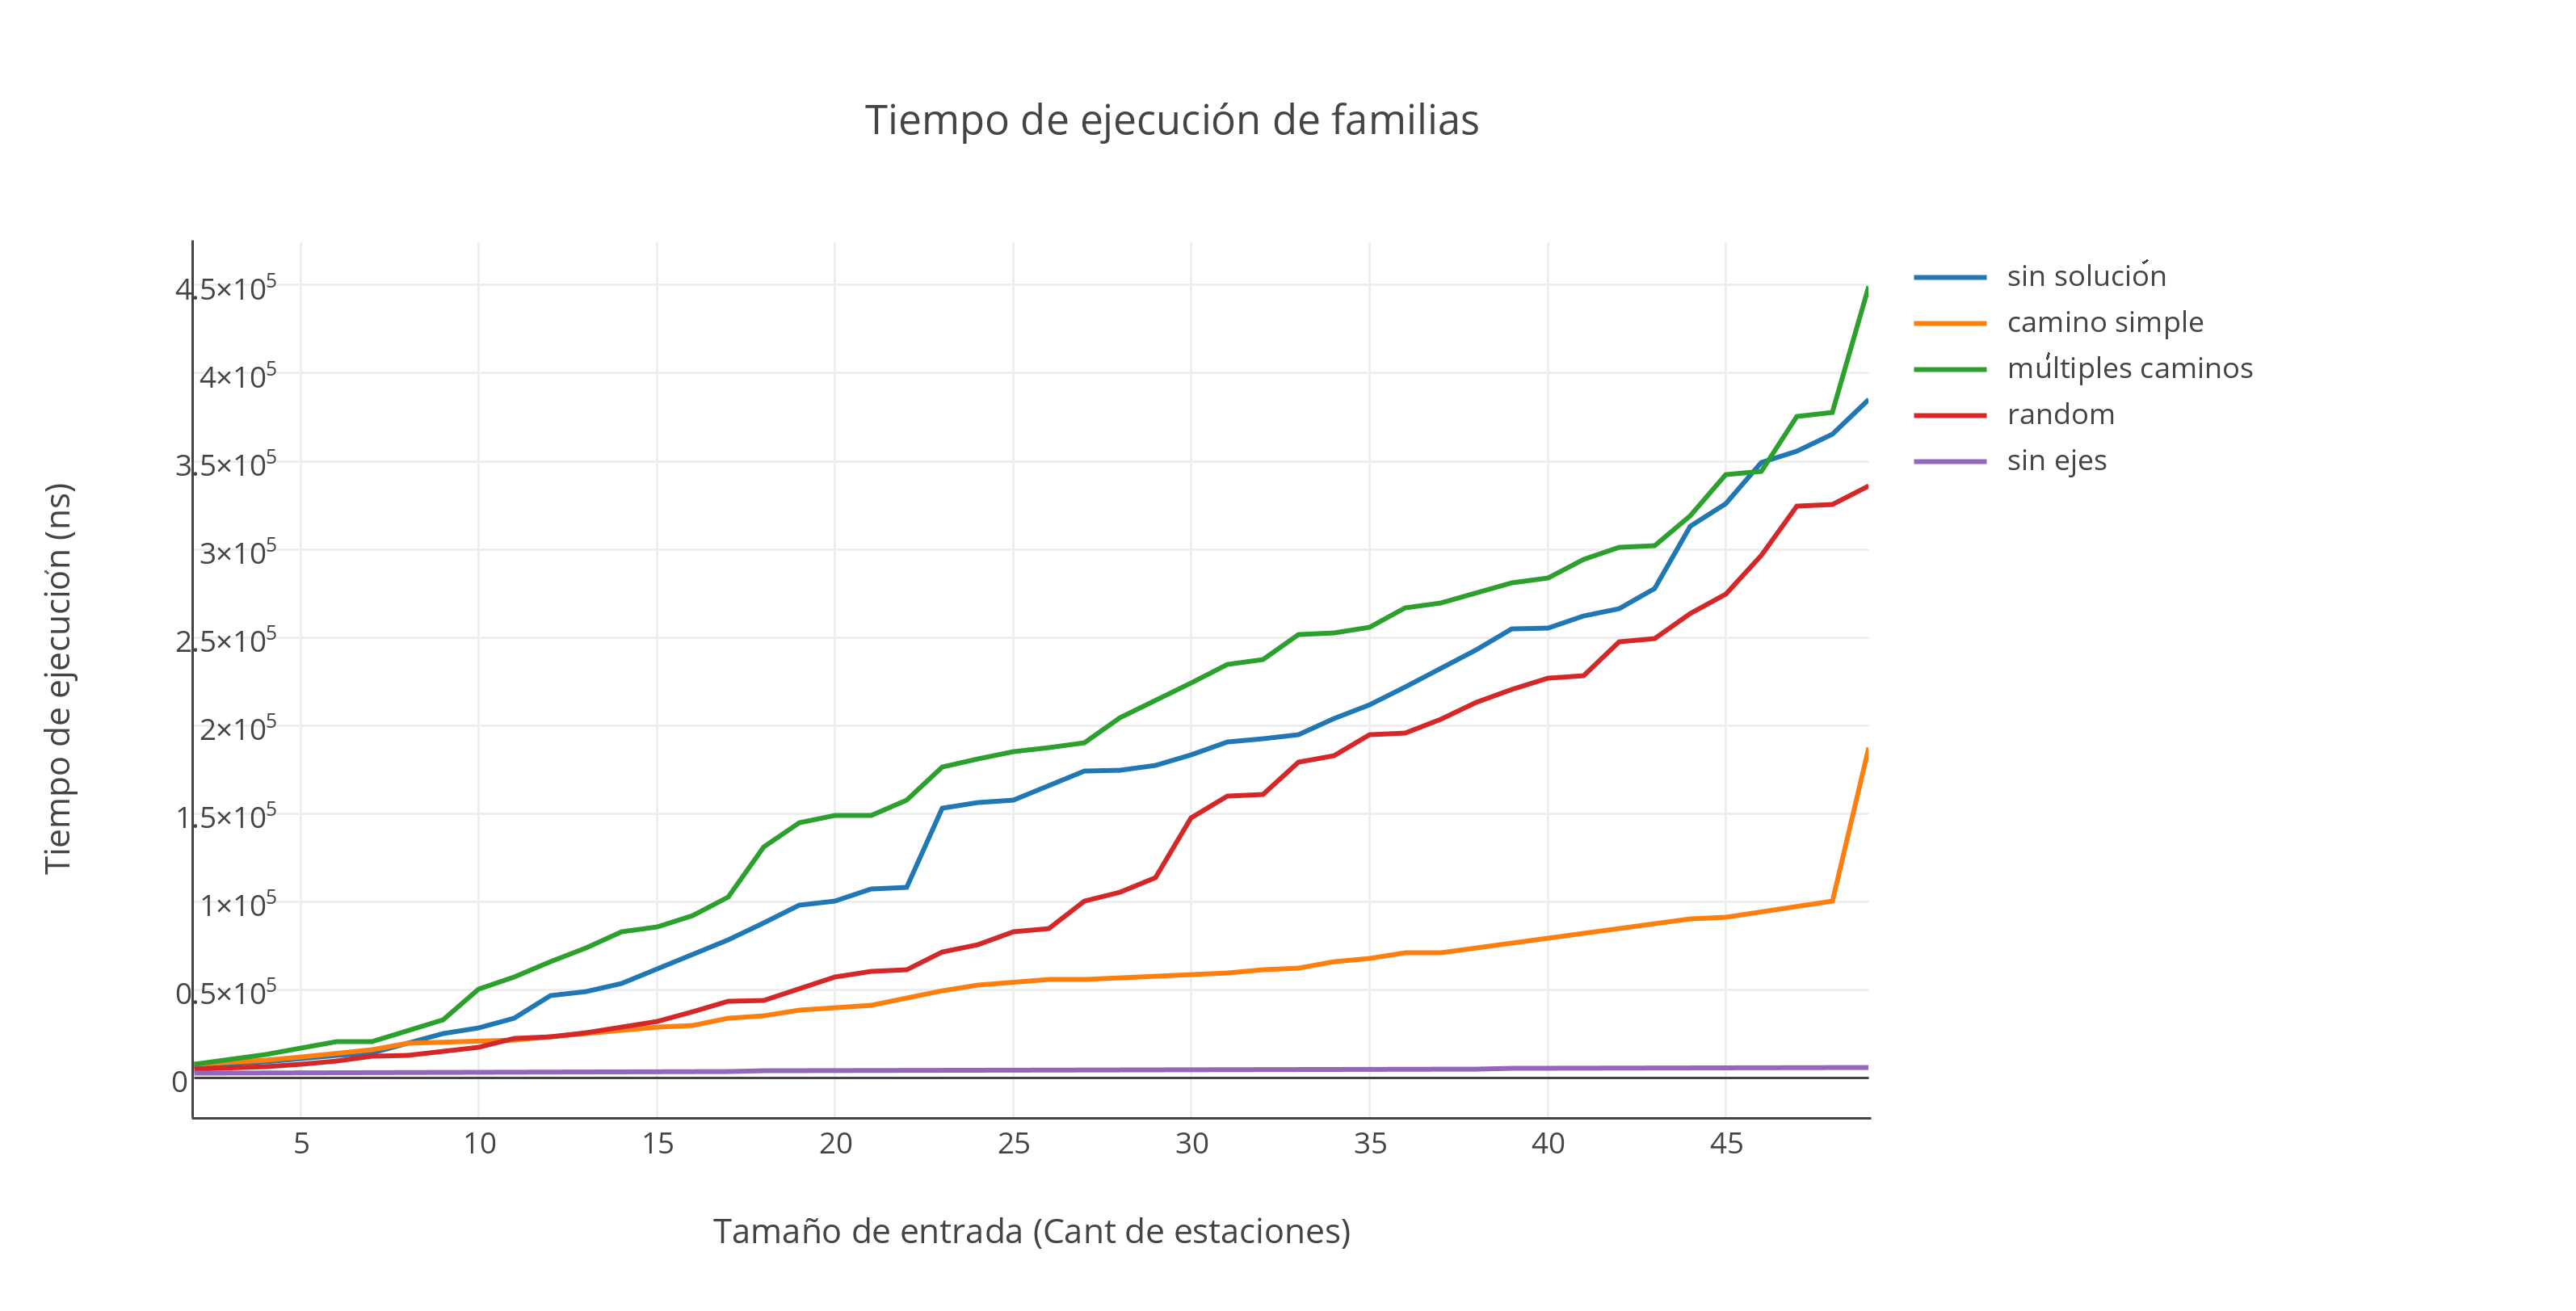 Tiempo de ejecución de familias
4.5×10⁵
4×10⁵
3.5×10⁵
3×10⁵
2.5×10⁵
2×10⁵
1.5×10⁵
1×10⁵
0.5×10⁵
0
Tiempo de ejecución (ns)
5 10 15 20 25 30 35 40 45
Tamaño de entrada (Cant de estaciones)
sin solución
camino simple
múltiples caminos
random
sin ejes